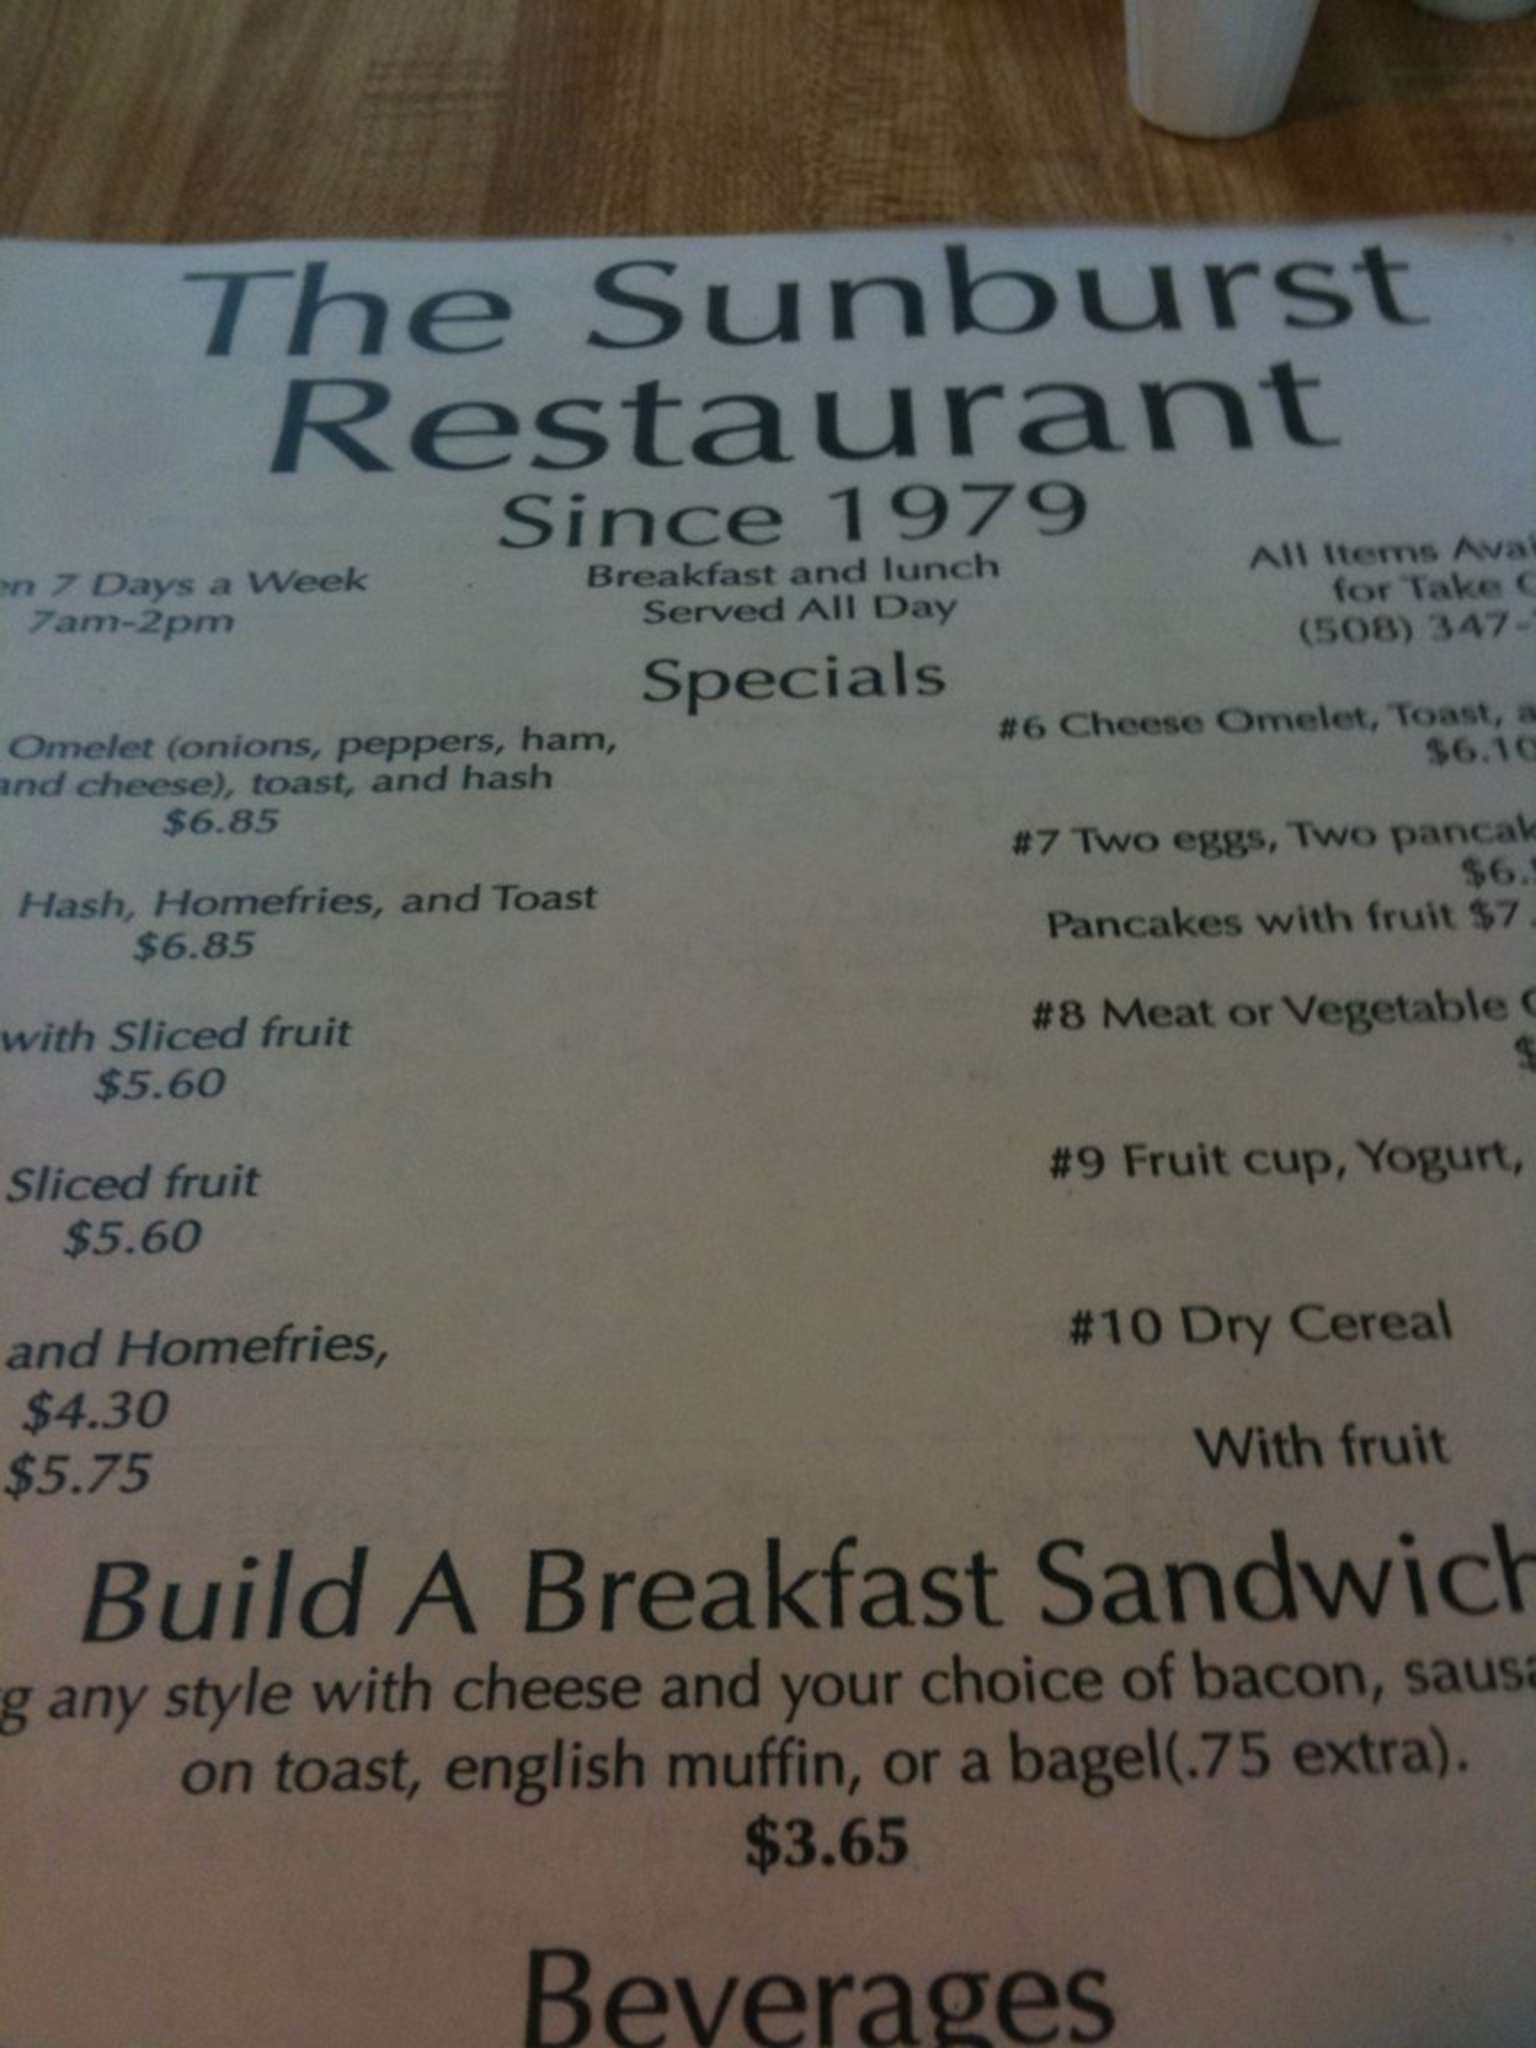 The Sunburst
Restaurant
Since 1979
7 Days a Week
7am-2pm
Breakfast and lunch
Served All Day
All Items
for Take
(508) 347-
Specials
Omelet (onions, peppers, ham,
and cheese), toast, and hash
$6.85
Hash, Homefries, and Toast
$6.85
with Sliced fruit
$5.60
Sliced fruit
$5.60
and Homefries,
$4.30
$5.75
#6 Cheese Omelet, Toast,
$6.10
#7 Two eggs, Two
Pancakes with fruit $7
#8 Meat or Vegetable
$
#9 Fruit cup, Yogurt,
#10 Dry Cereal
With fruit
Build A Breakfast Sandwich
any style with cheese and your choice of bacon,
on toast, english muffin, or a bagel(.75 extra).
$3.65
Beverages